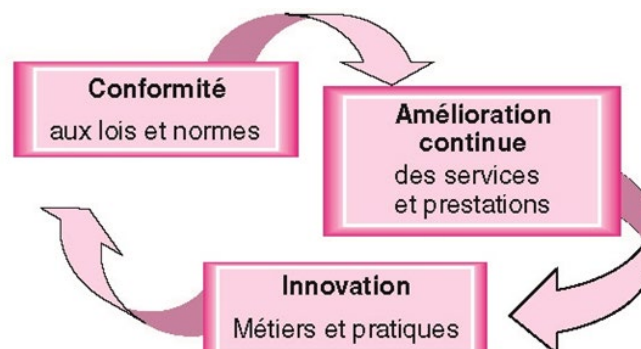 Conformité
aux lois et normes
Amélioration
continue
des services
et prestations
Innovation
Métiers et pratiques